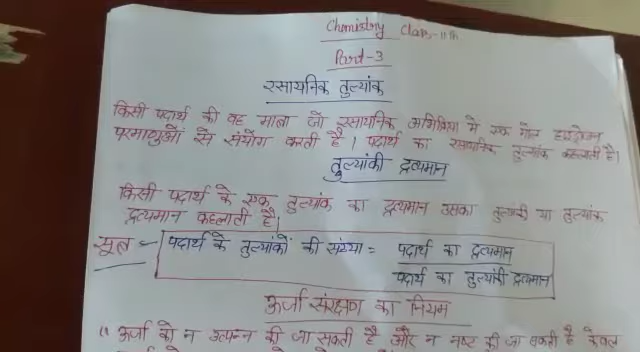 Chemistry Class-11th
Part-3
रसायनिक तुल्यांक
किसी पदार्थ की वह मात्रा जो रसायनिक अभिक्रिया में एक मोल हाइड्रोजन
परमाणुओं से संयोग करती है। पदार्थ का रसायनिक तुल्यांक कहलाती है।
तुल्यांकी द्रव्यमान
किसी पदार्थ के एक तुल्यांक का द्रव्यमान उसका तुल्यांकी या तुल्यांक
द्रव्यमान कहलाती है।
सूत्र - पदार्थ के तुल्यांकों की संख्या = पदार्थ का द्रव्यमान
पदार्थ का तुल्यांकी द्रव्यमान
ऊर्जा संरक्षण का नियम
" ऊर्जा को न उत्पन्न की जा सकती है और न नष्ट की जा सकती है केवल